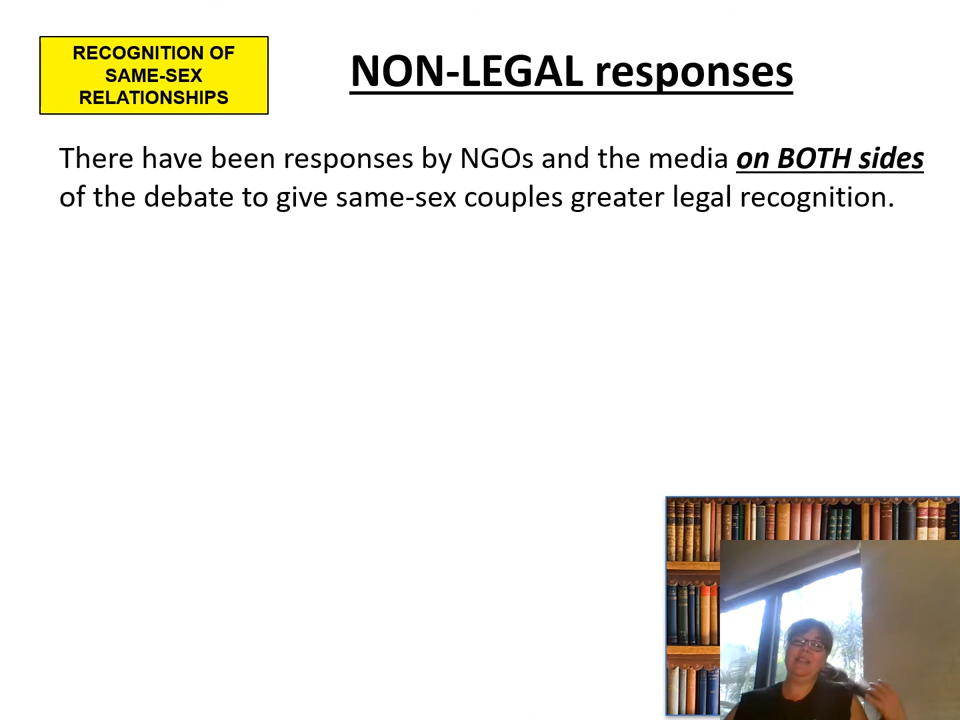 RECOGNITION OF
SAME-SEX
RELATIONSHIPS
NON-LEGAL responses
There have been responses by NGOs and the media on BOTH sides
of the debate to give same-sex couples greater legal recognition.